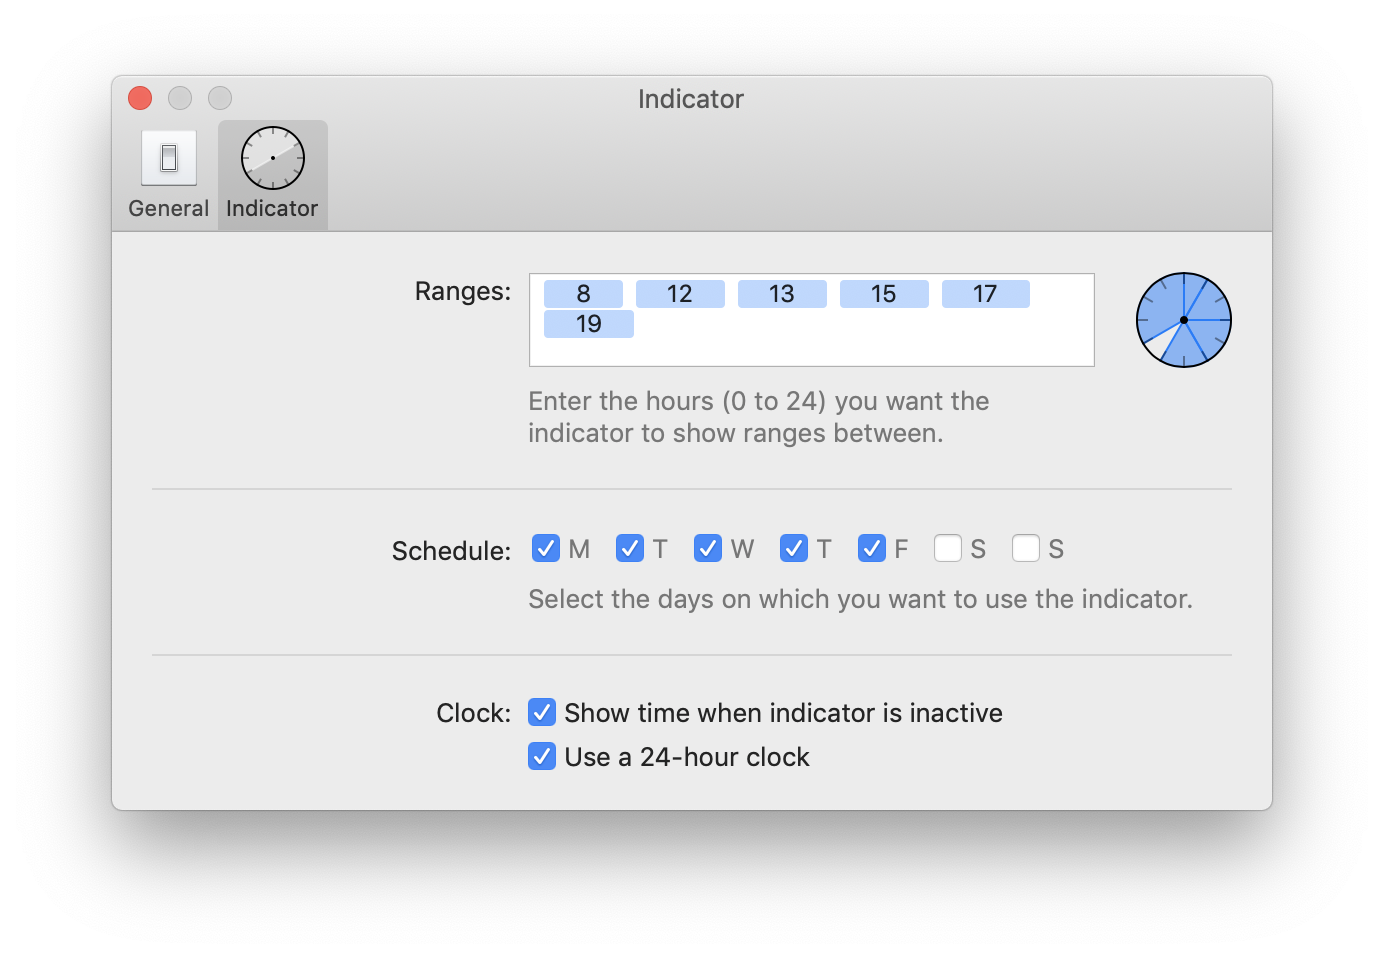 Indicator
General Indicator
Ranges: 8 12 13 15 17
19
Enter the hours (0 to 24) you want the
indicator to show ranges between.
Schedule: M T W T F S S
Select the days on which you want to use the indicator.
Clock: Show time when indicator is inactive
Use a 24-hour clock